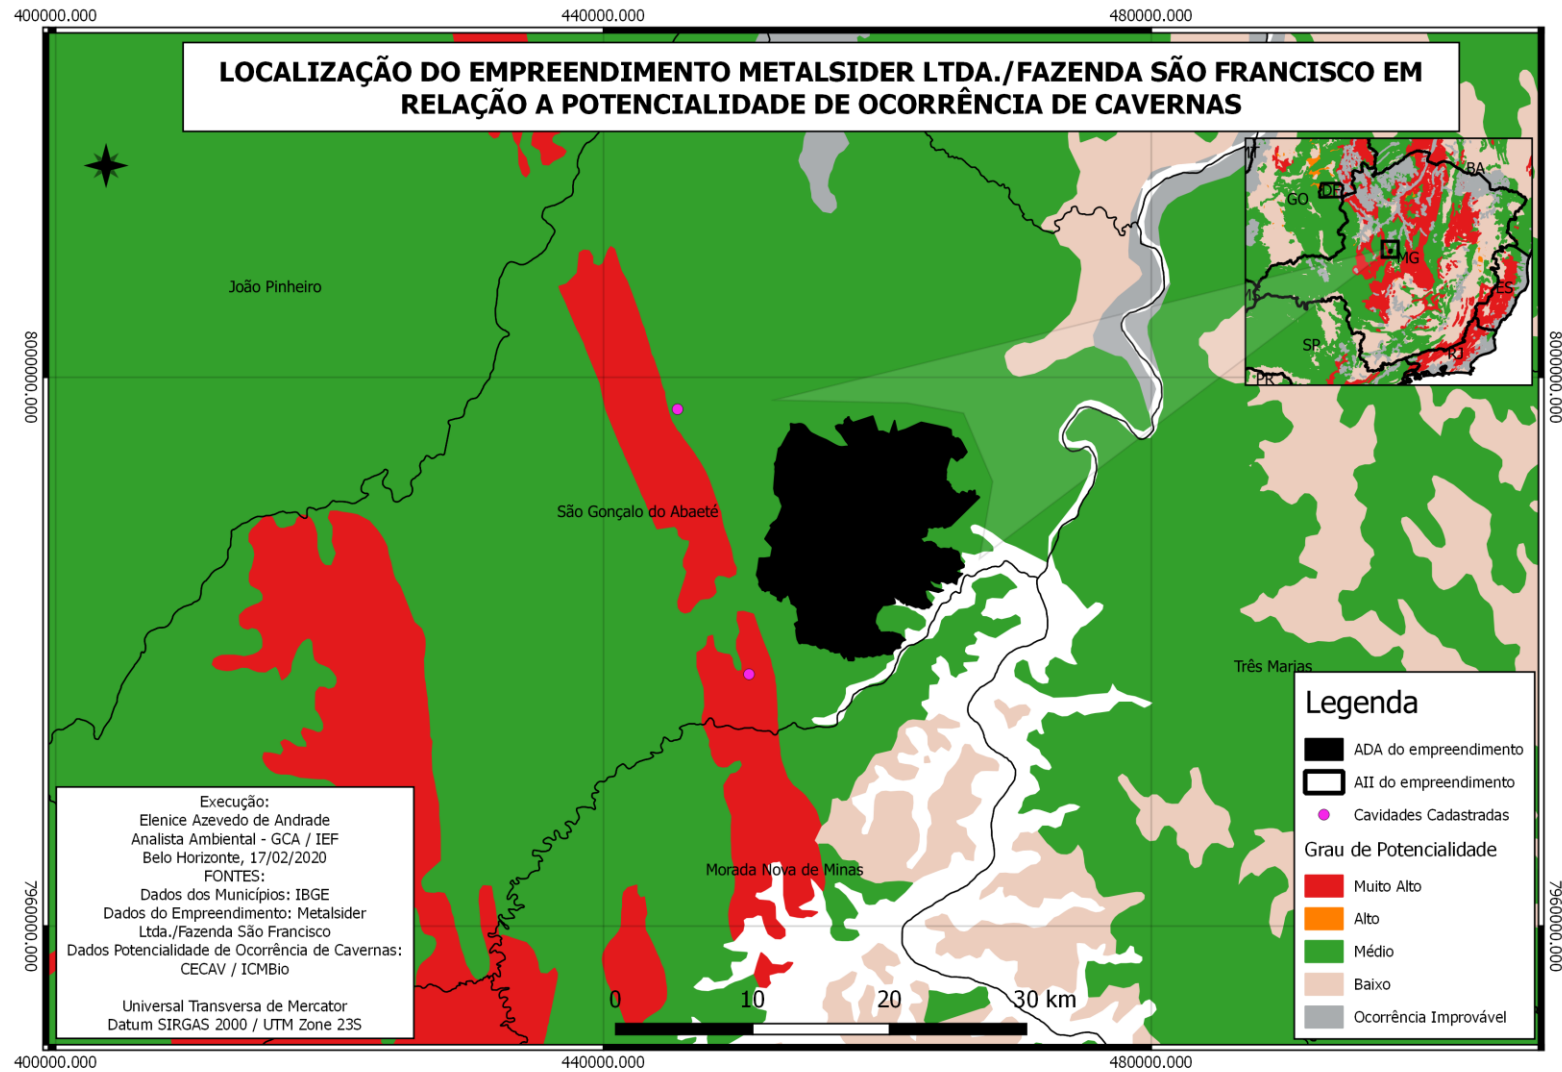 400000.000
440000.000
480000.000
LOCALIZAÇÃO DO EMPREENDIMENTO METALSIDER LTDA./FAZENDA SÃO FRANCISCO EM
RELAÇÃO A POTENCIALIDADE DE OCORRÊNCIA DE CAVERNAS
BA
DF
GO
MG
MS
ES
SP
RJ
PR
João Pinheiro
8000000.000
8000000.000
São Gonçalo do Abaeté
Três Marias
Morada Nova de Minas
7960000.000
7960000.000
Legenda
ADA do empreendimento
AII do empreendimento
Cavidades Cadastradas
Grau de Potencialidade
Muito Alto
Alto
Médio
Baixo
Ocorrência Improvável
Execução:
Elenice Azevedo de Andrade
Analista Ambiental - GCA / IEF
Belo Horizonte, 17/02/2020
FONTES:
Dados dos Municípios: IBGE
Dados do Empreendimento: Metalsider
Ltda./Fazenda São Francisco
Dados Potencialidade de Ocorrência de Cavernas:
CECAV / ICMBio
Universal Transversa de Mercator
Datum SIRGAS 2000 / UTM Zone 23S
0 10 20 30 km
400000.000
440000.000
480000.000